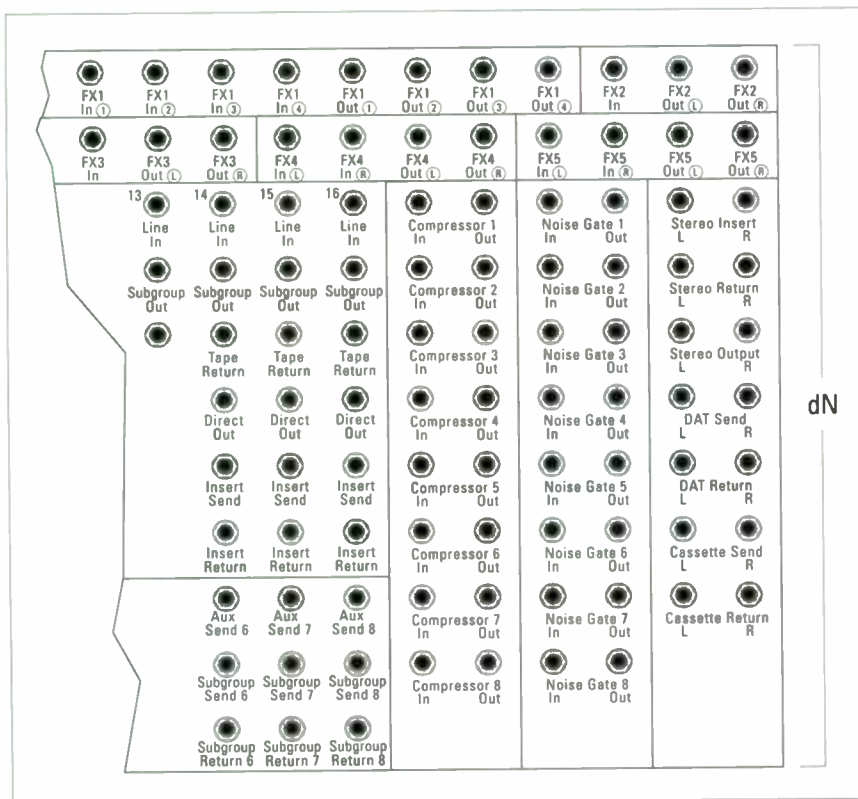 FX1 FX1 FX1 FX1 FX1 FX1 FX1 FX1 FX2 FX2 FX2
In ① In ② In ③ In ④ Out ① Out ② Out ③ Out ④ In Out Ⓛ Out Ⓡ
FX3 FX3 FX3 FX4 FX4 FX4 FX4 FX5 FX5 FX5 FX5
In Out Ⓛ Out Ⓡ In Ⓛ In Ⓡ Out Ⓛ Out Ⓡ In Ⓛ In Ⓡ Out Ⓛ Out Ⓡ
13 14 15 16
Line Line Line Line Compressor 1 Noise Gate 1 Stereo Insert
In In In In In Out In Out L R
Subgroup Subgroup Subgroup Subgroup Compressor 2 Noise Gate 2 Stereo Return
Out Out Out Out In Out In Out L R
Tape Tape Tape Compressor 3 Noise Gate 3 Stereo Output
Return Return Return In Out In Out L R
Direct Direct Direct Compressor 4 Noise Gate 4 DAT Send
Out Out Out In Out In Out L R
dN
Insert Insert Insert Compressor 5 Noise Gate 5 DAT Return
Send Send Send In Out In Out L R
Insert Insert Insert Compressor 6 Noise Gate 6 Cassette Send
Return Return Return In Out In Out L R
Aux Aux Aux Compressor 7 Noise Gate 7 Cassette Return
Send 6 Send 7 Send 8 In Out In Out L R
Subgroup Subgroup Subgroup Compressor 8 Noise Gate 8
Send 6 Send 7 Send 8 In Out In Out
Subgroup Subgroup Subgroup
Return 6 Return 7 Return 8